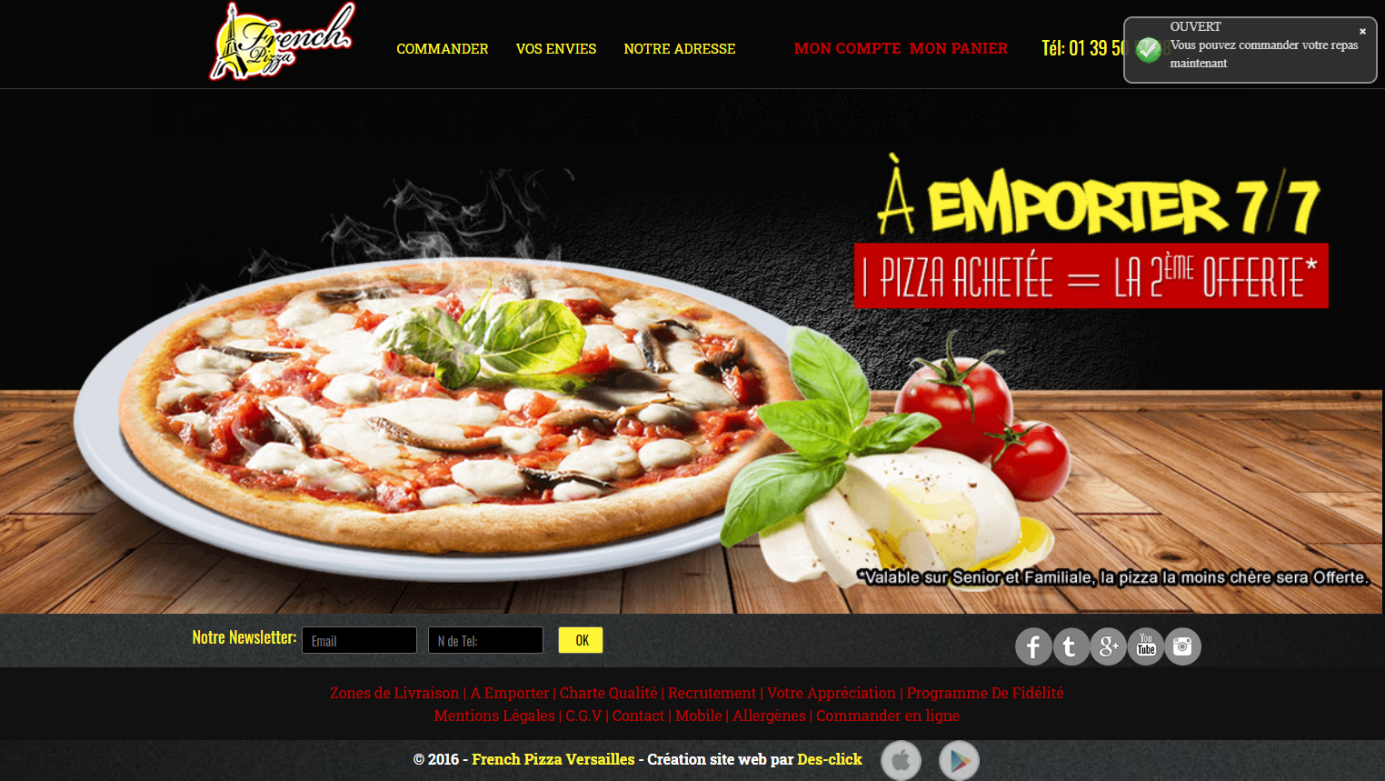 French
Pizza
COMMANDER VOS ENVIES NOTRE ADRESSE MON COMPTE MON PANIER Tél: 01 39 50
OUVERT
Vous pouvez commander votre repas
maintenant
À EMPORTER 7/7
1 PIZZA ACHETÉE = LA 2ÈME OFFERTE*
*Valable sur Senior et Familiale, la pizza la moins chère sera Offerte.
Notre Newsletter: Email N de Tel: OK
You
Tube
Zones de Livraison | A Emporter | Charte Qualité | Recrutement | Votre Appréciation | Programme De Fidélité
Mentions Légales | C.G.V | Contact | Mobile | Allergènes | Commander en ligne
© 2016 - French Pizza Versailles - Création site web par Des-click